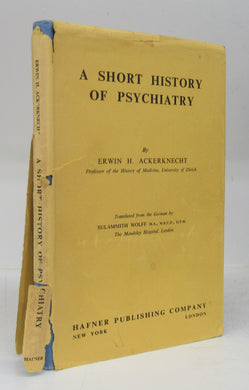 ERWIN H. ACKERKNECHT
A SHORT HISTORY OF PSYCHIATRY
HAFNER
A SHORT HISTORY
OF PSYCHIATRY
By
ERWIN H. ACKERKNECHT
Professor of the History of Medicine, University of Zürich
Translated from the German by
SULAMMITH WOLFF M.A., M.R.C.P., D.P.M.
The Maudsley Hospital, London
HAFNER PUBLISHING COMPANY
NEW YORK
LONDON